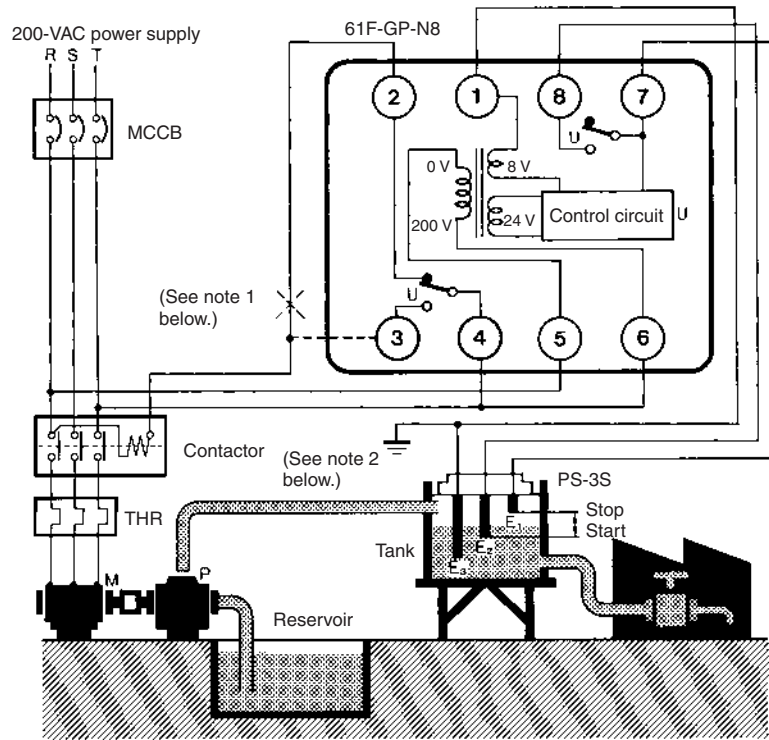 200-VAC power supply
R S T
MCCB
61F-GP-N8
2 1 8 7
U
0 V
8 V
200 V
24 V
Control circuit
U
U
(See note 1
below.)
3 4 5 6
Contactor
(See note 2
below.)
THR
PS-3S
Stop
Start
E1
E2
E3
Tank
M
P
Reservoir